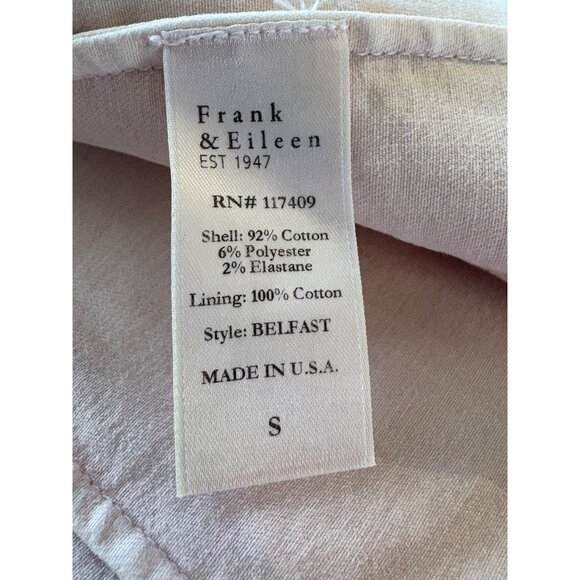 Frank
& Eileen
EST 1947
RN# 117409
Shell: 92% Cotton
6% Polyester
2% Elastane
Lining: 100% Cotton
Style: BELFAST
MADE IN U.S.A.
S